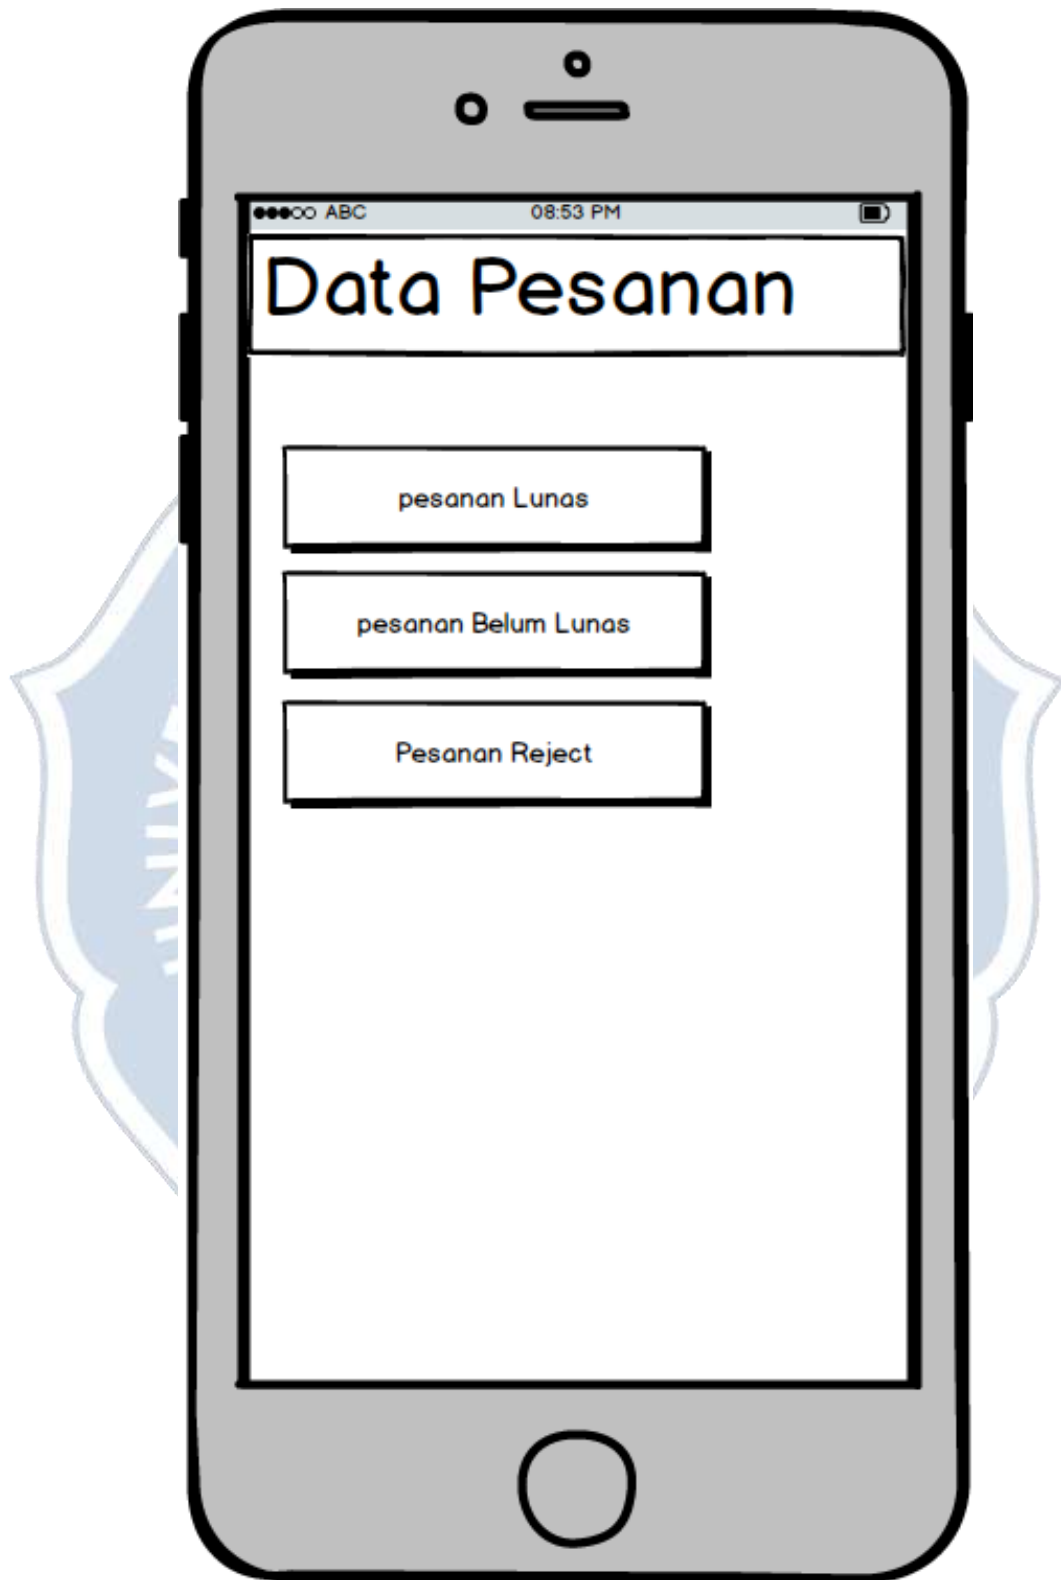 ABC 08:53 PM
Data Pesanan
pesanan Lunas
pesanan Belum Lunas
Pesanan Reject